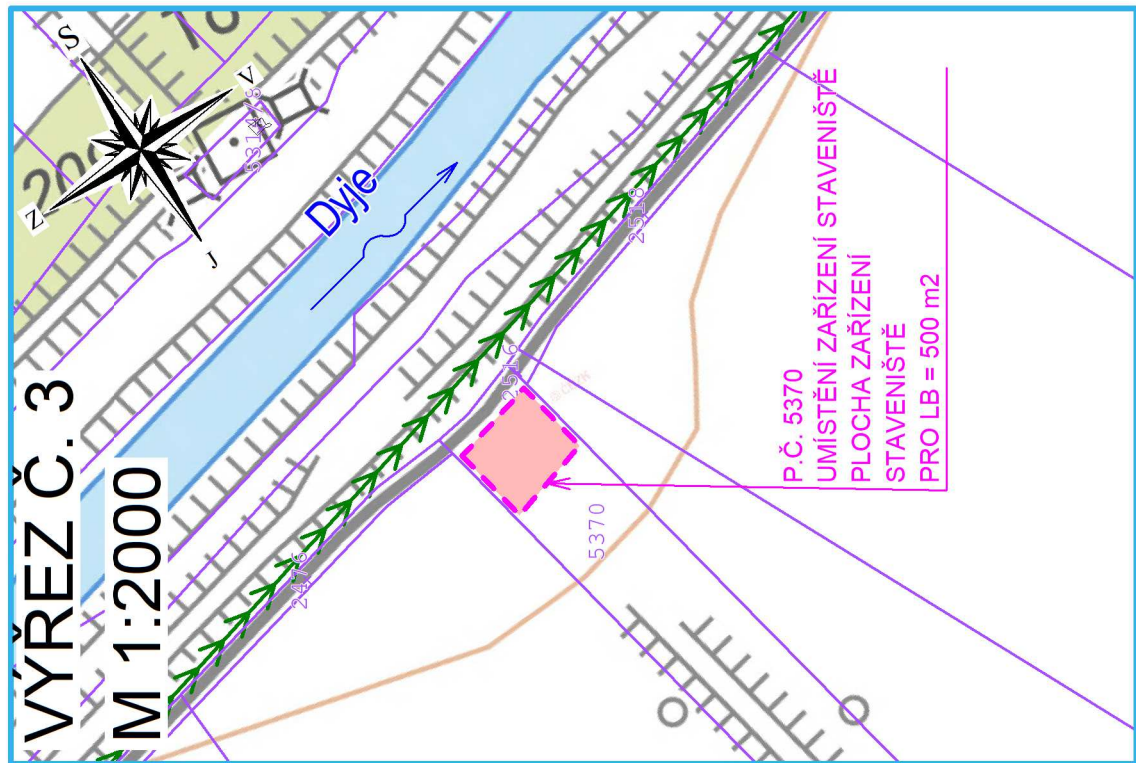 VÝŘEZ Č. 3
M 1:2000
S
V
Z
J
200
Dyje
2518
2516
2476
5370
P.Č. 5370
UMÍSTĚNÍ ZAŘÍZENÍ STAVENIŠTĚ
PLOCHA ZAŘÍZENÍ
STAVENIŠTĚ
PRO LB = 500 m2